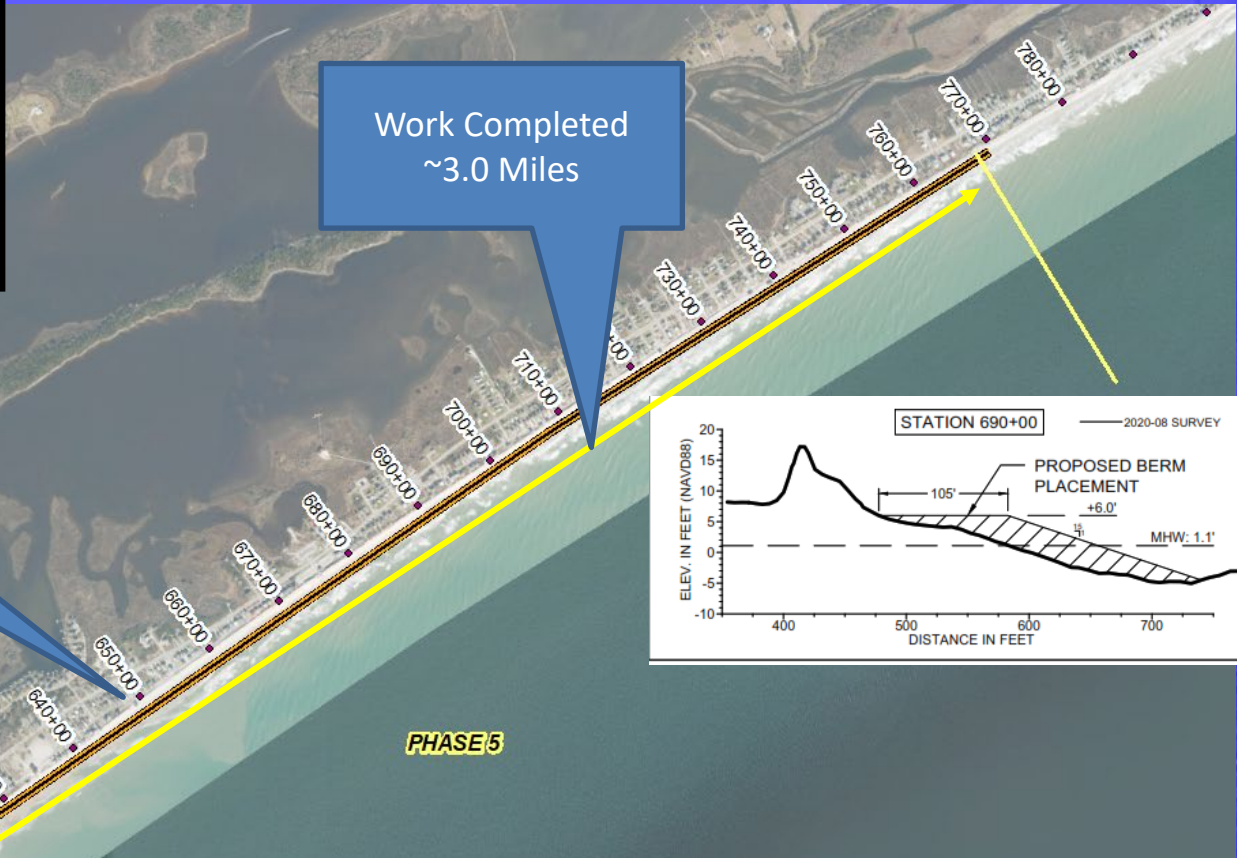 Work Completed
~3.0 Miles
780+00
770+00
760+00
750+00
740+00
730+00
710+00
700+00
690+00
680+00
670+00
660+00
650+00
640+00
PHASE 5
STATION 690+00
2020-08 SURVEY
PROPOSED BERM
PLACEMENT
105'
+6.0'
MHW: 1.1'
ELEV. IN FEET (NAVD88)
20
15
10
5
0
-5
-10
400 500 600 700
DISTANCE IN FEET